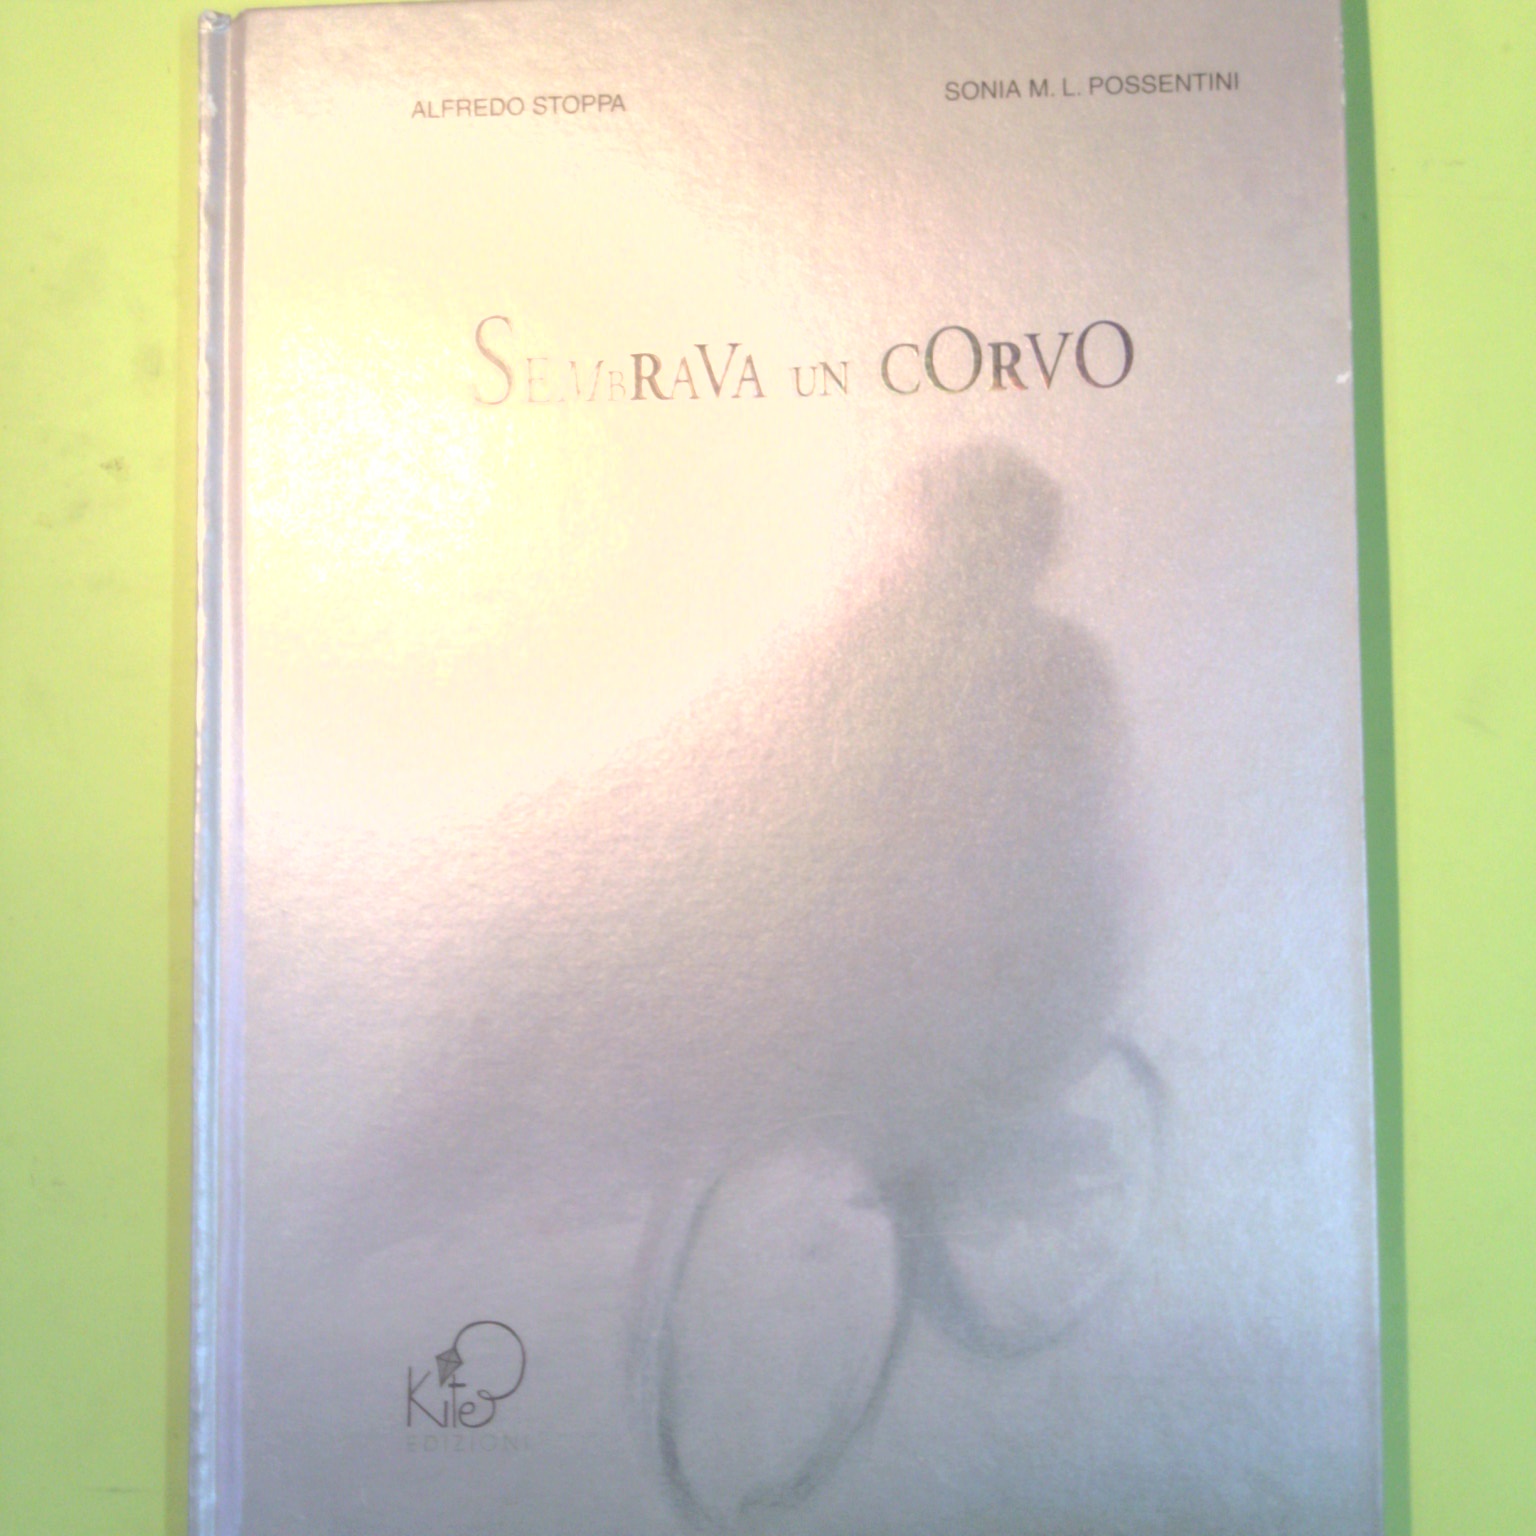 ALFREDO STOPPA
SONIA M. L. POSSENTINI
SEMBRAVA UN CORVO
Kite
EDIZIONI